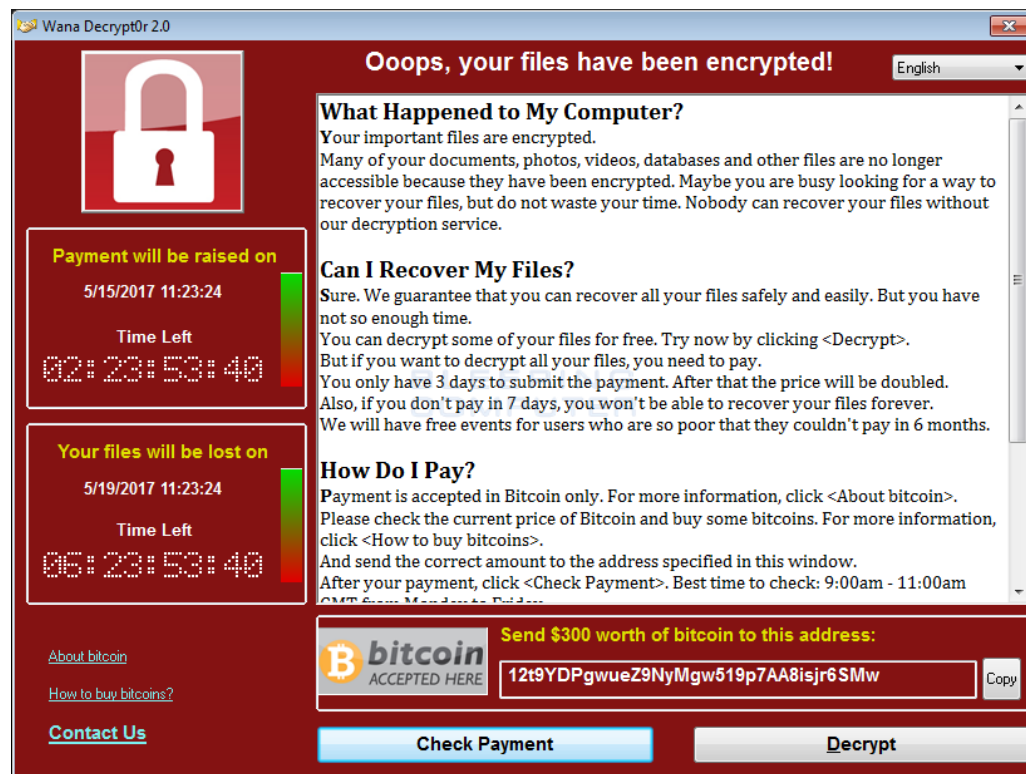 Wana Decrypt0r 2.0
Ooops, your files have been encrypted!
English
Payment will be raised on
5/15/2017 11:23:24
Time Left
02:23:53:40
Your files will be lost on
5/19/2017 11:23:24
Time Left
06:23:53:40
About bitcoin
How to buy bitcoins?
Contact Us
What Happened to My Computer?
Your important files are encrypted.
Many of your documents, photos, videos, databases and other files are no longer
accessible because they have been encrypted. Maybe you are busy looking for a way to
recover your files, but do not waste your time. Nobody can recover your files without
our decryption service.
Can I Recover My Files?
Sure. We guarantee that you can recover all your files safely and easily. But you have
not so enough time.
You can decrypt some of your files for free. Try now by clicking <Decrypt>.
But if you want to decrypt all your files, you need to pay.
You only have 3 days to submit the payment. After that the price will be doubled.
Also, if you don't pay in 7 days, you won't be able to recover your files forever.
We will have free events for users who are so poor that they couldn't pay in 6 months.
BLEEPING
COMPUTER
How Do I Pay?
Payment is accepted in Bitcoin only. For more information, click <About bitcoin>.
Please check the current price of Bitcoin and buy some bitcoins. For more information,
click <How to buy bitcoins>.
And send the correct amount to the address specified in this window.
After your payment, click <Check Payment>. Best time to check: 9:00am - 11:00am
GMT from Monday to Friday
bitcoin
ACCEPTED HERE
Send $300 worth of bitcoin to this address:
12t9YDPgwueZ9NyMgw519p7AA8isjr6SMw
Copy
Check Payment
Decrypt